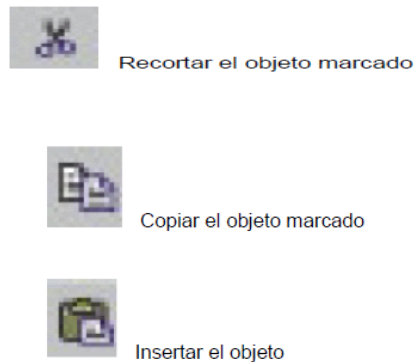 Recortar el objeto marcado
Copiar el objeto marcado
Insertar el objeto